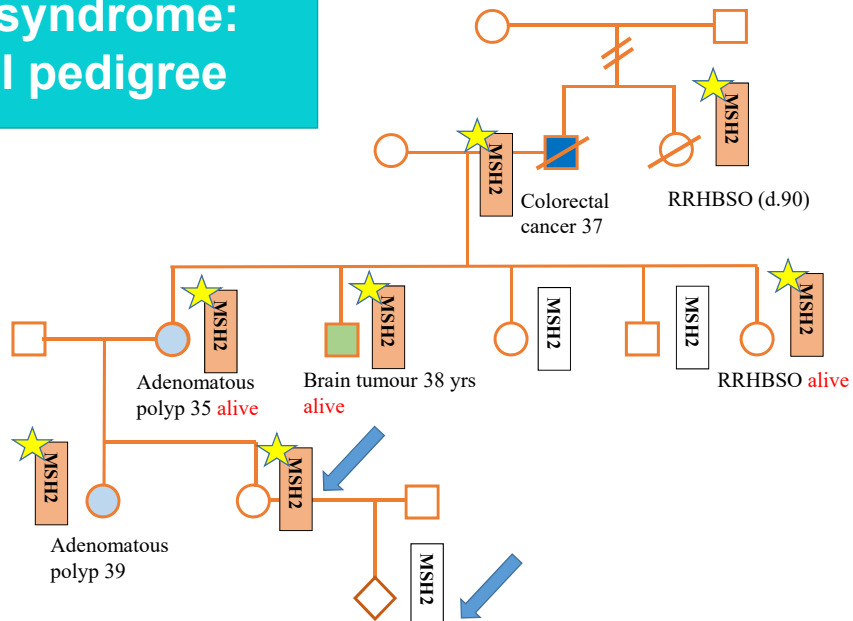 syndrome:
l pedigree
MSH2
MSH2
Colorectal
cancer 37
RRHBSO (d.90)
MSH2
MSH2
MSH2
MSH2
MSH2
Adenomatous
polyp 35 alive
Brain tumour 38 yrs
alive
RRHBSO alive
MSH2
MSH2
Adenomatous
polyp 39
MSH2